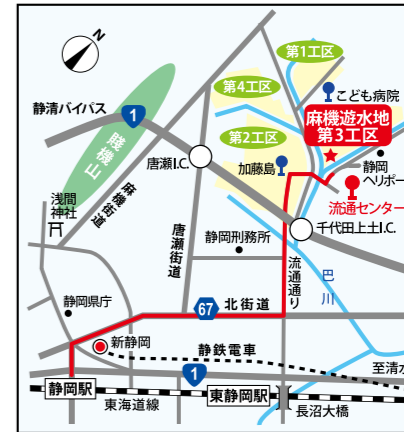 N
第1工区
第4工区
こども病院
静清バイパス
1
麻機遊水地
第3工区
第2工区
賤機山
唐瀬I.C.
加藤島
静岡
ヘリポー
麻機街道
流通センター
浅間
神社
千代田上土I.C.
唐瀬街道
静岡刑務所
流通通り
巴川
静岡県庁
67
北街道
新静岡
静鉄電車
至清水
静岡駅
1
東静岡駅
東海道線
長沼大橋